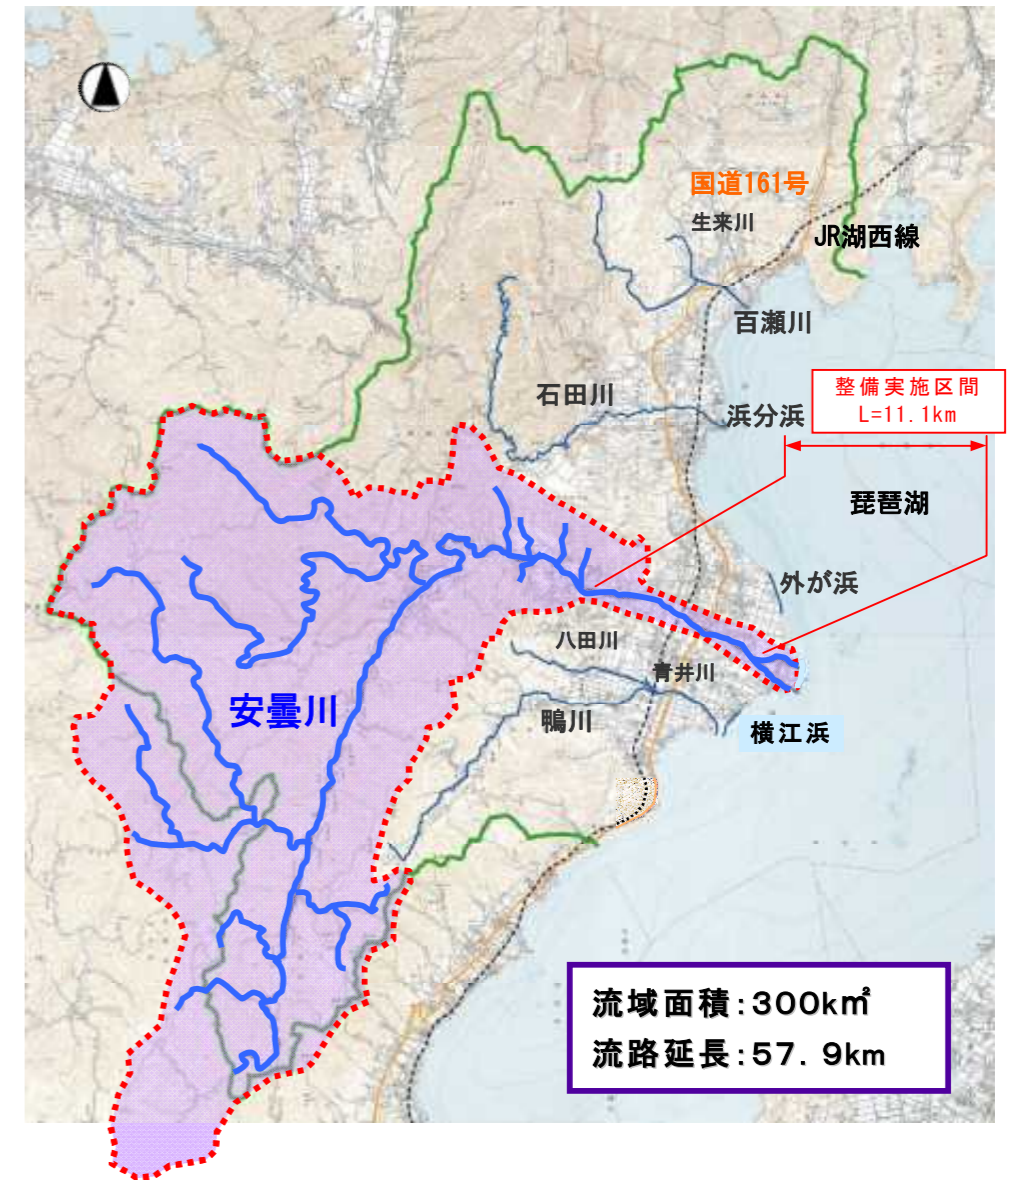 国道161号
生来川
JR湖西線
百瀬川
石田川
浜分浜
整備実施区間
L=11.1km
琵琶湖
外が浜
八田川
青井川
安曇川
鴨川
横江浜
流域面積:300k㎡
流路延長:57.9km